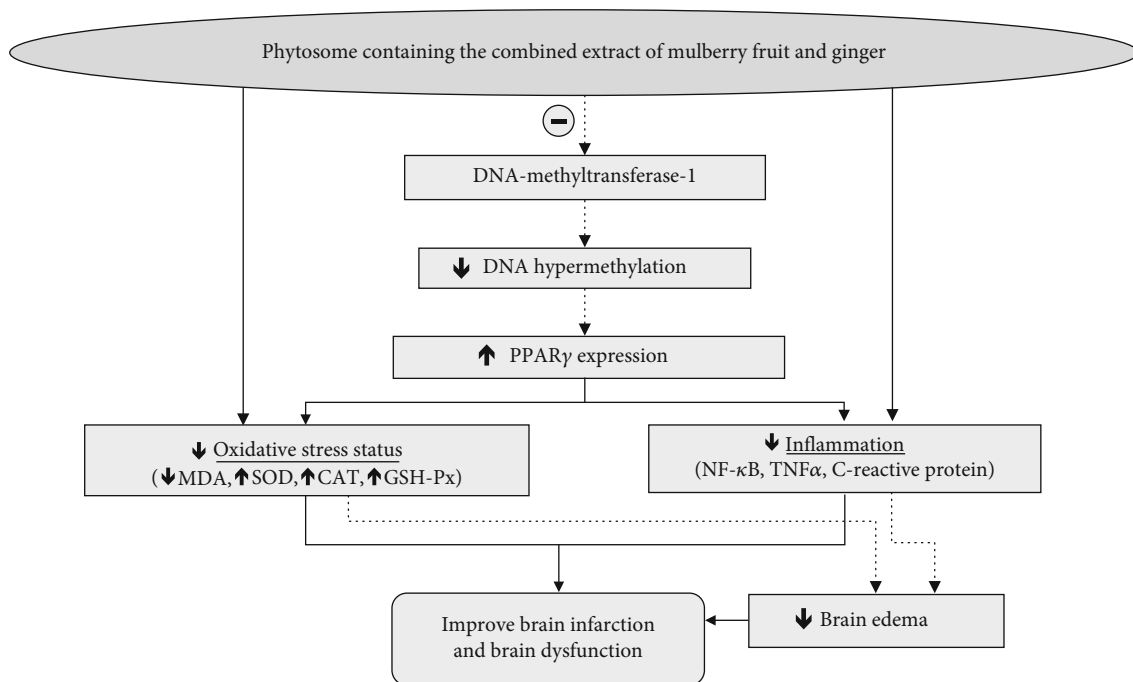 Phytosome containing the combined extract of mulberry fruit and ginger
DNA-methyltransferase-1
↓ DNA hypermethylation
↑ PPARγ expression
↓ Oxidative stress status
(↓MDA, ↑SOD, ↑CAT, ↑GSH-Px)
↓ Inflammation
(NF-κB, TNFα, C-reactive protein)
Improve brain infarction
and brain dysfunction
↓ Brain edema